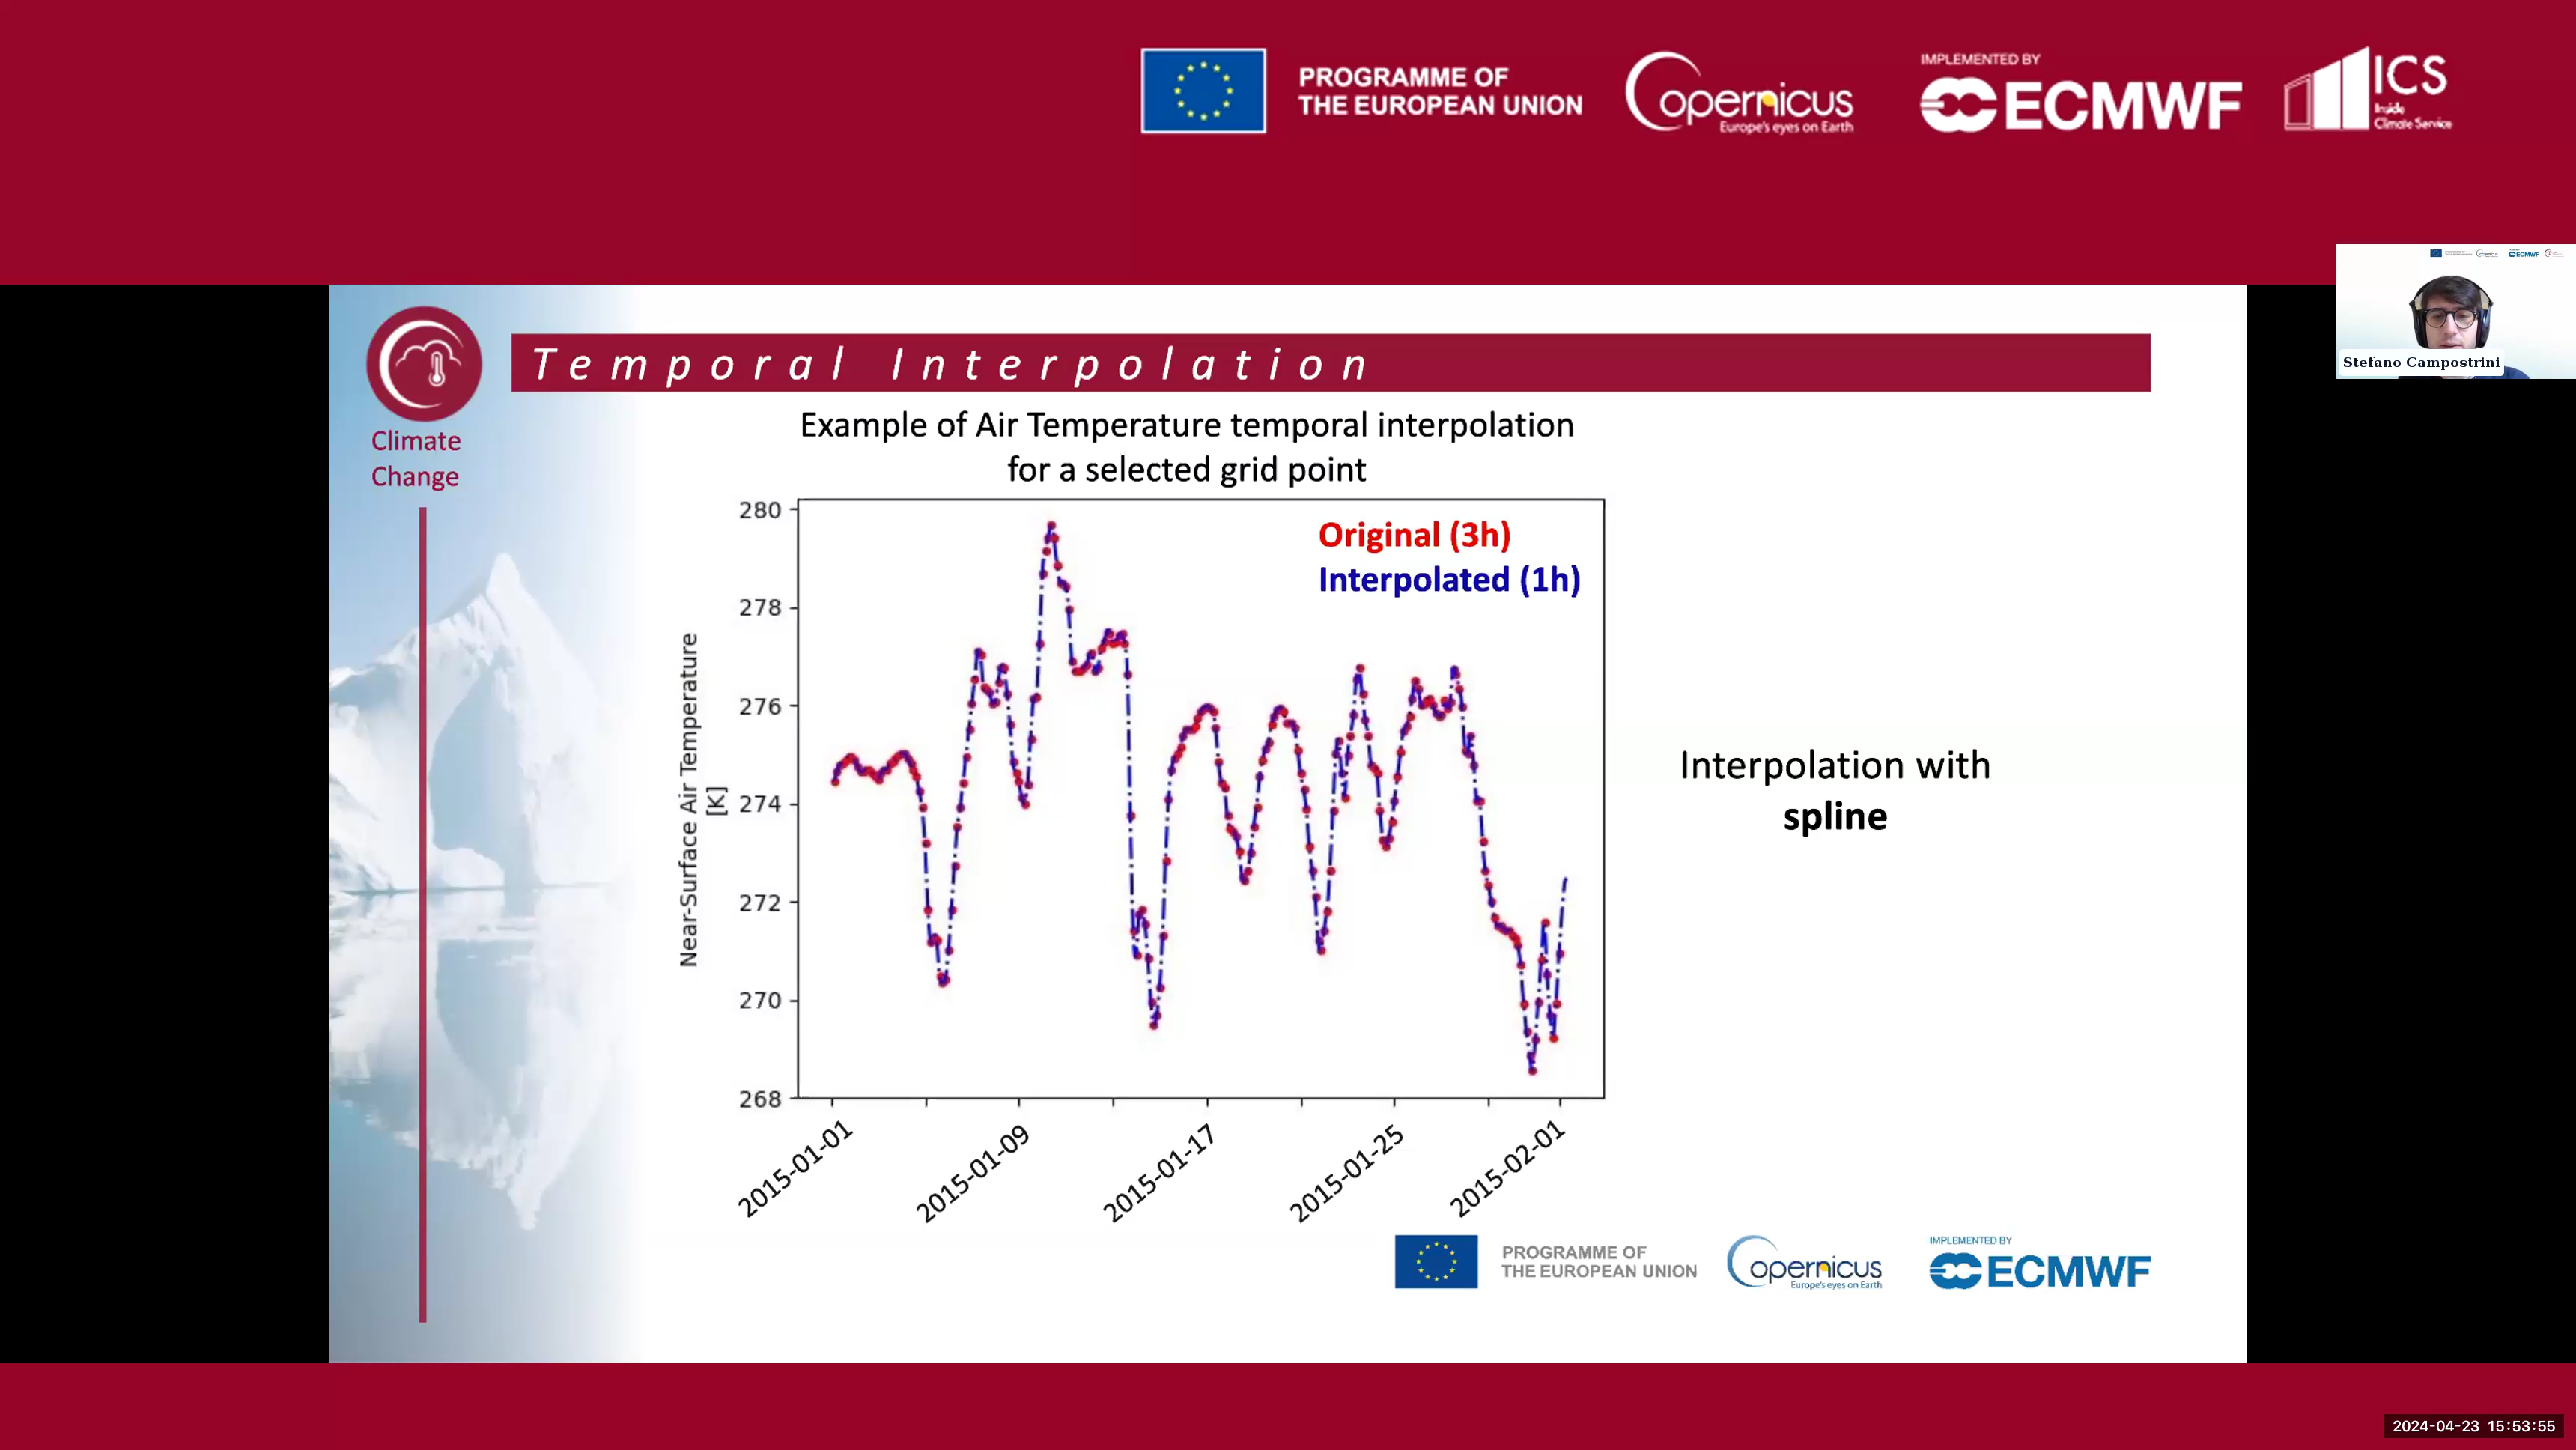 PROGRAMME OF
THE EUROPEAN UNION
Copernicus
Europe's eyes on Earth
IMPLEMENTED BY
ECMWF
ICS
Inside
Climate Service
ECMWF
Stefano Campostrini
Temporal Interpolation
Climate
Change
Example of Air Temperature temporal interpolation
for a selected grid point
Original (3h)
Interpolated (1h)
Near-Surface Air Temperature
[K]
280
278
276
274
272
270
268
2015-01-01
2015-01-09
2015-01-17
2015-01-25
2015-02-01
Interpolation with
spline
PROGRAMME OF
THE EUROPEAN UNION
Copernicus
Europe's eyes on Earth
IMPLEMENTED BY
ECMWF
2024-04-23 15:53:55